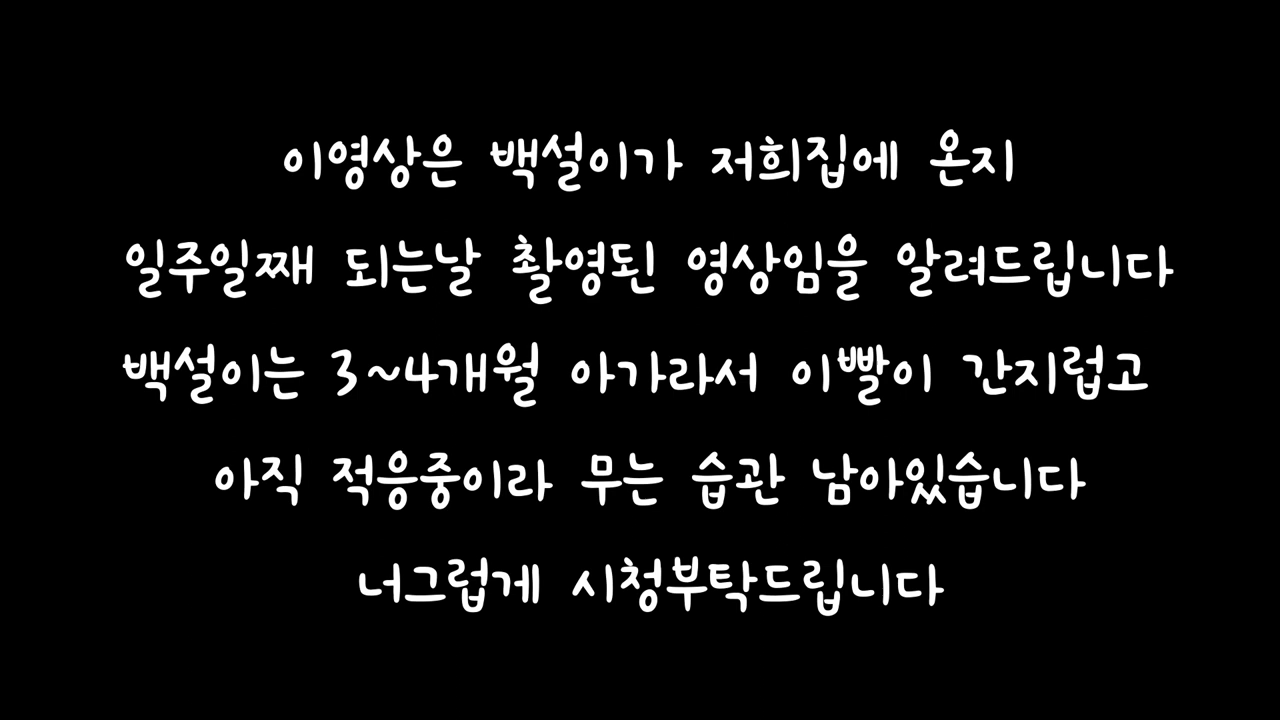 이영상은 백설이가 저희집에 온지
일주일째 되는날 촬영된 영상임을 알려드립니다
백설이는 3~4개월 아가라서 이빨이 간지럽고
아직 적응중이라 무는 습관 남아있습니다
너그럽게 시청부탁드립니다